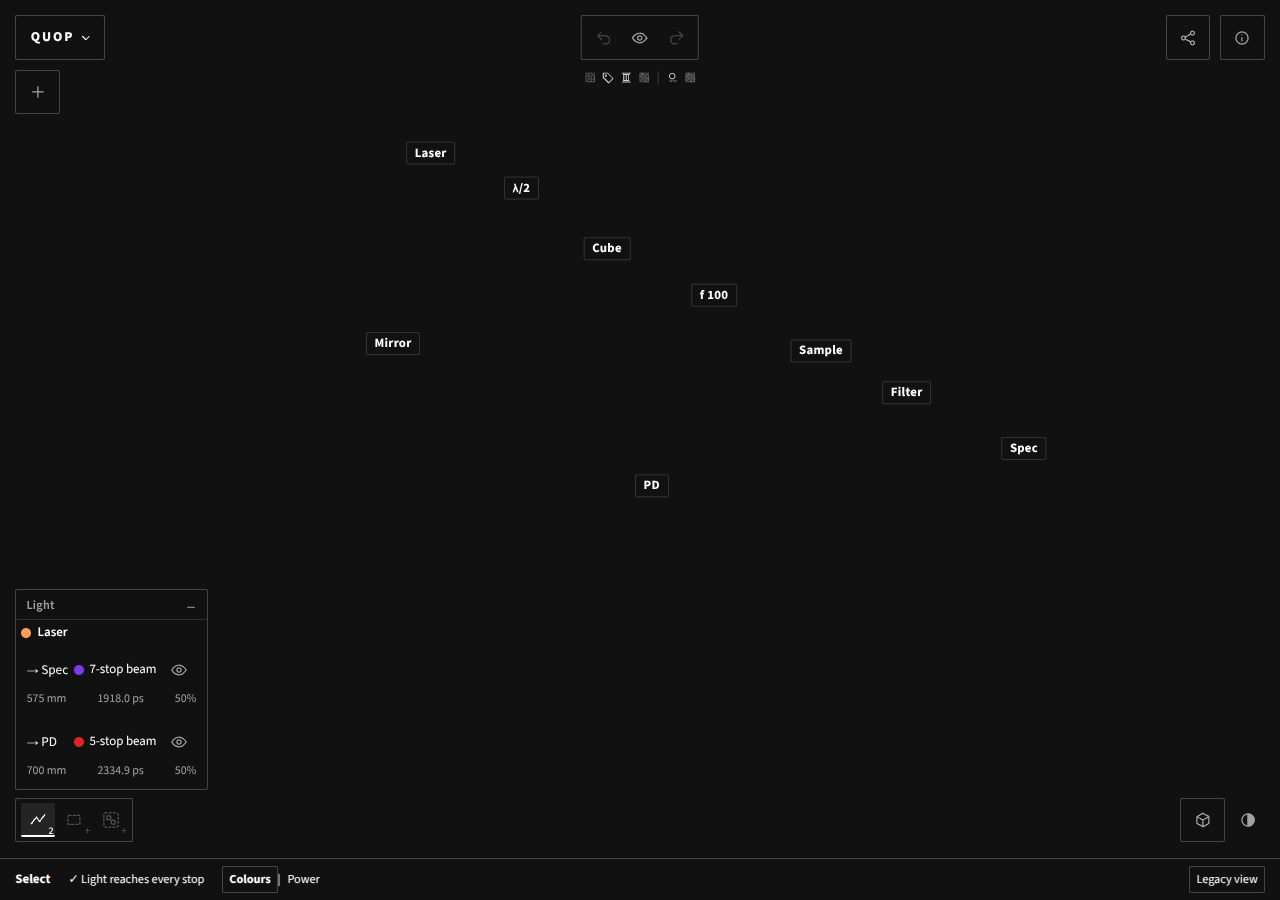 QUOP
Laser
λ/2
Cube
f 100
Mirror
Sample
Filter
Spec
PD
Light
Laser
→ Spec 7-stop beam
575 mm 1918.0 ps 50%
→ PD 5-stop beam
700 mm 2334.9 ps 50%
2 + +
Select ✓ Light reaches every stop Colours | Power Legacy view